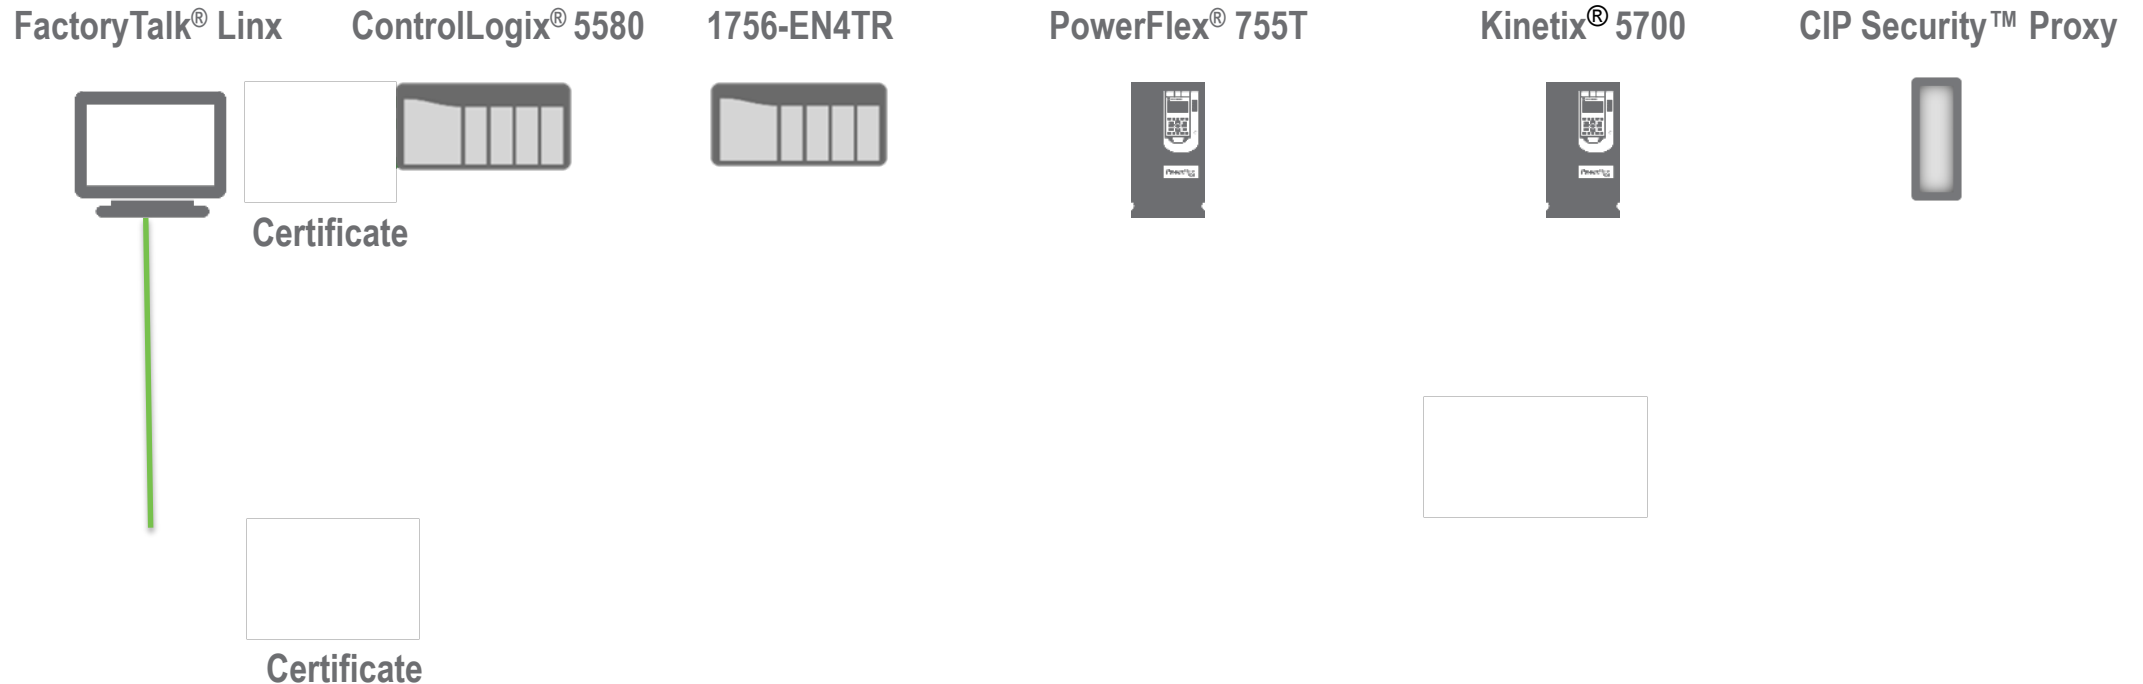 FactoryTalk® Linx
ControlLogix® 5580
1756-EN4TR
PowerFlex® 755T
Kinetix® 5700
CIP Security™ Proxy
Certificate
Certificate